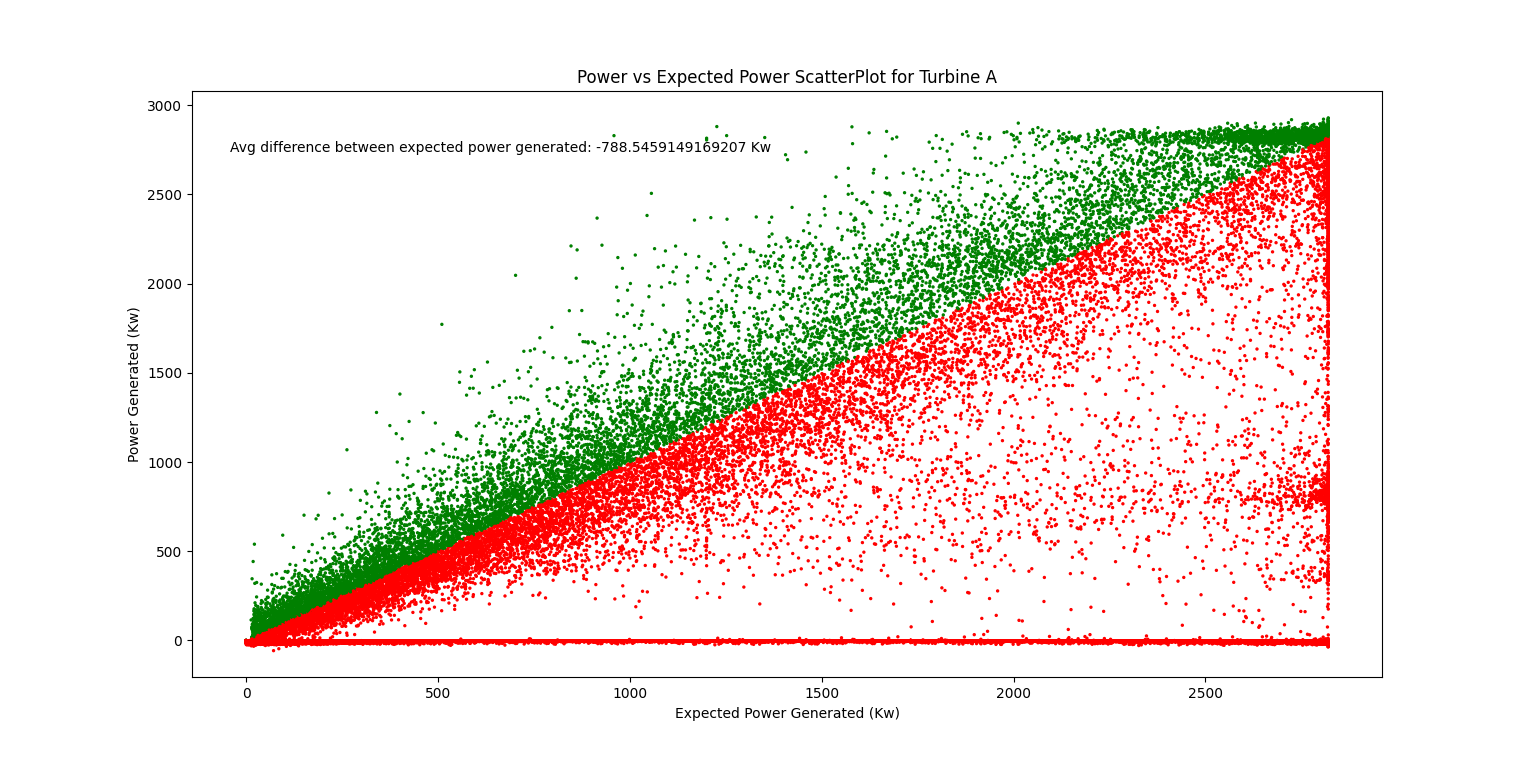 Power vs Expected Power ScatterPlot for Turbine A
3000
Avg difference between expected power generated: -788.5459149169207 Kw
2500
2000
Power Generated (Kw)
1500
1000
500
0
0 500 1000 1500 2000 2500
Expected Power Generated (Kw)